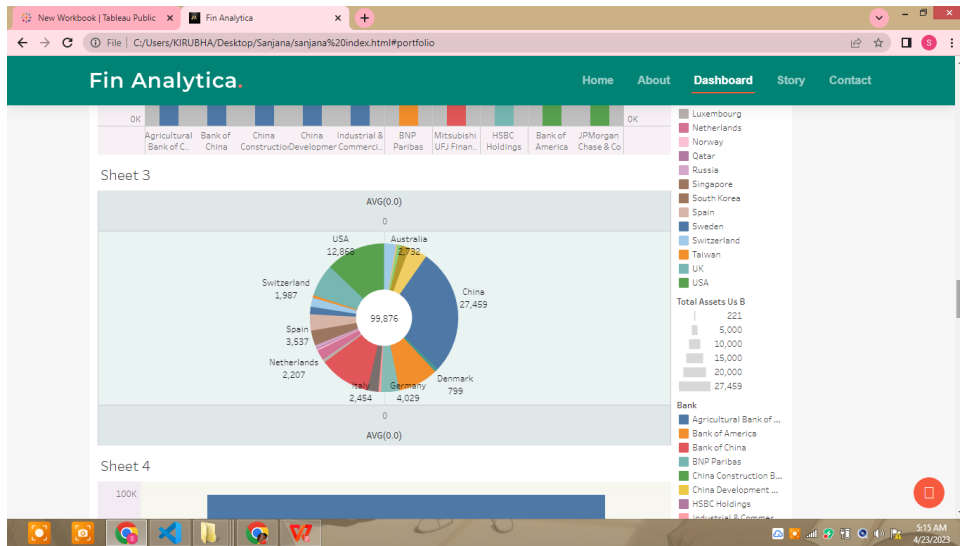 New Workbook | Tableau Public
Fin Analytica
File C:/Users/KIRUBHA/Desktop/Sanjana/sanjana%20index.html#portfolio
S
Fin Analytica.
Home About Dashboard Story Contact
0K
0K
Agricultural Bank of C..
Bank of China
China Constructio
China Developmer
Industrial & Commerci..
BNP Paribas
Mitsubishi UFJ Finan..
HSBC Holdings
Bank of America
JPMorgan Chase & Co
Sheet 3
AVG(0.0)
0
USA
12,868
Australia
2,732
Switzerland
1,987
China
27,459
99,876
Spain
3,537
Netherlands
2,207
Italy
2,454
Germany
4,029
Denmark
799
0
AVG(0.0)
Sheet 4
100K
Luxembourg
Netherlands
Norway
Qatar
Russia
Singapore
South Korea
Spain
Sweden
Switzerland
Taiwan
UK
USA
Total Assets Us B
221
5,000
10,000
15,000
20,000
27,459
Bank
Agricultural Bank of ...
Bank of America
Bank of China
BNP Paribas
China Construction B...
China Development ...
HSBC Holdings
Industrial & Commer...
5:15 AM
4/23/2023